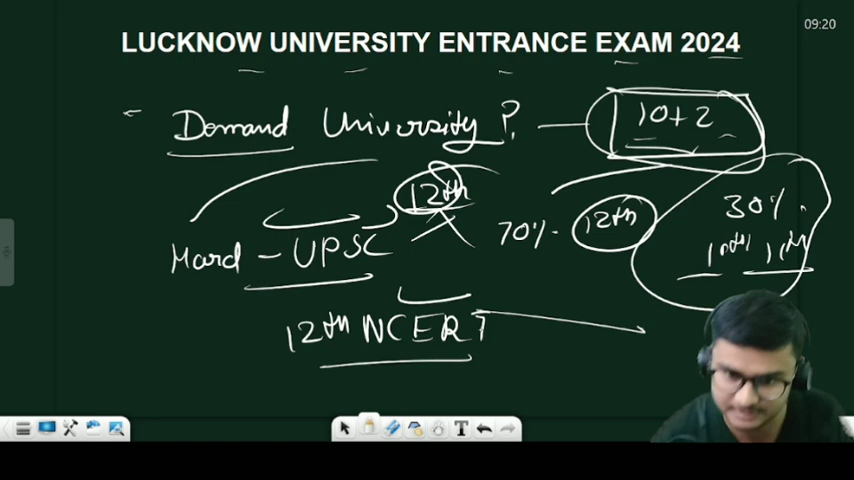 09:20
LUCKNOW UNIVERSITY ENTRANCE EXAM 2024
Demand University ? — 10+2
12th
70% - 12th
30%
10th 11th
Hard - UPSC
12th NCERT
T